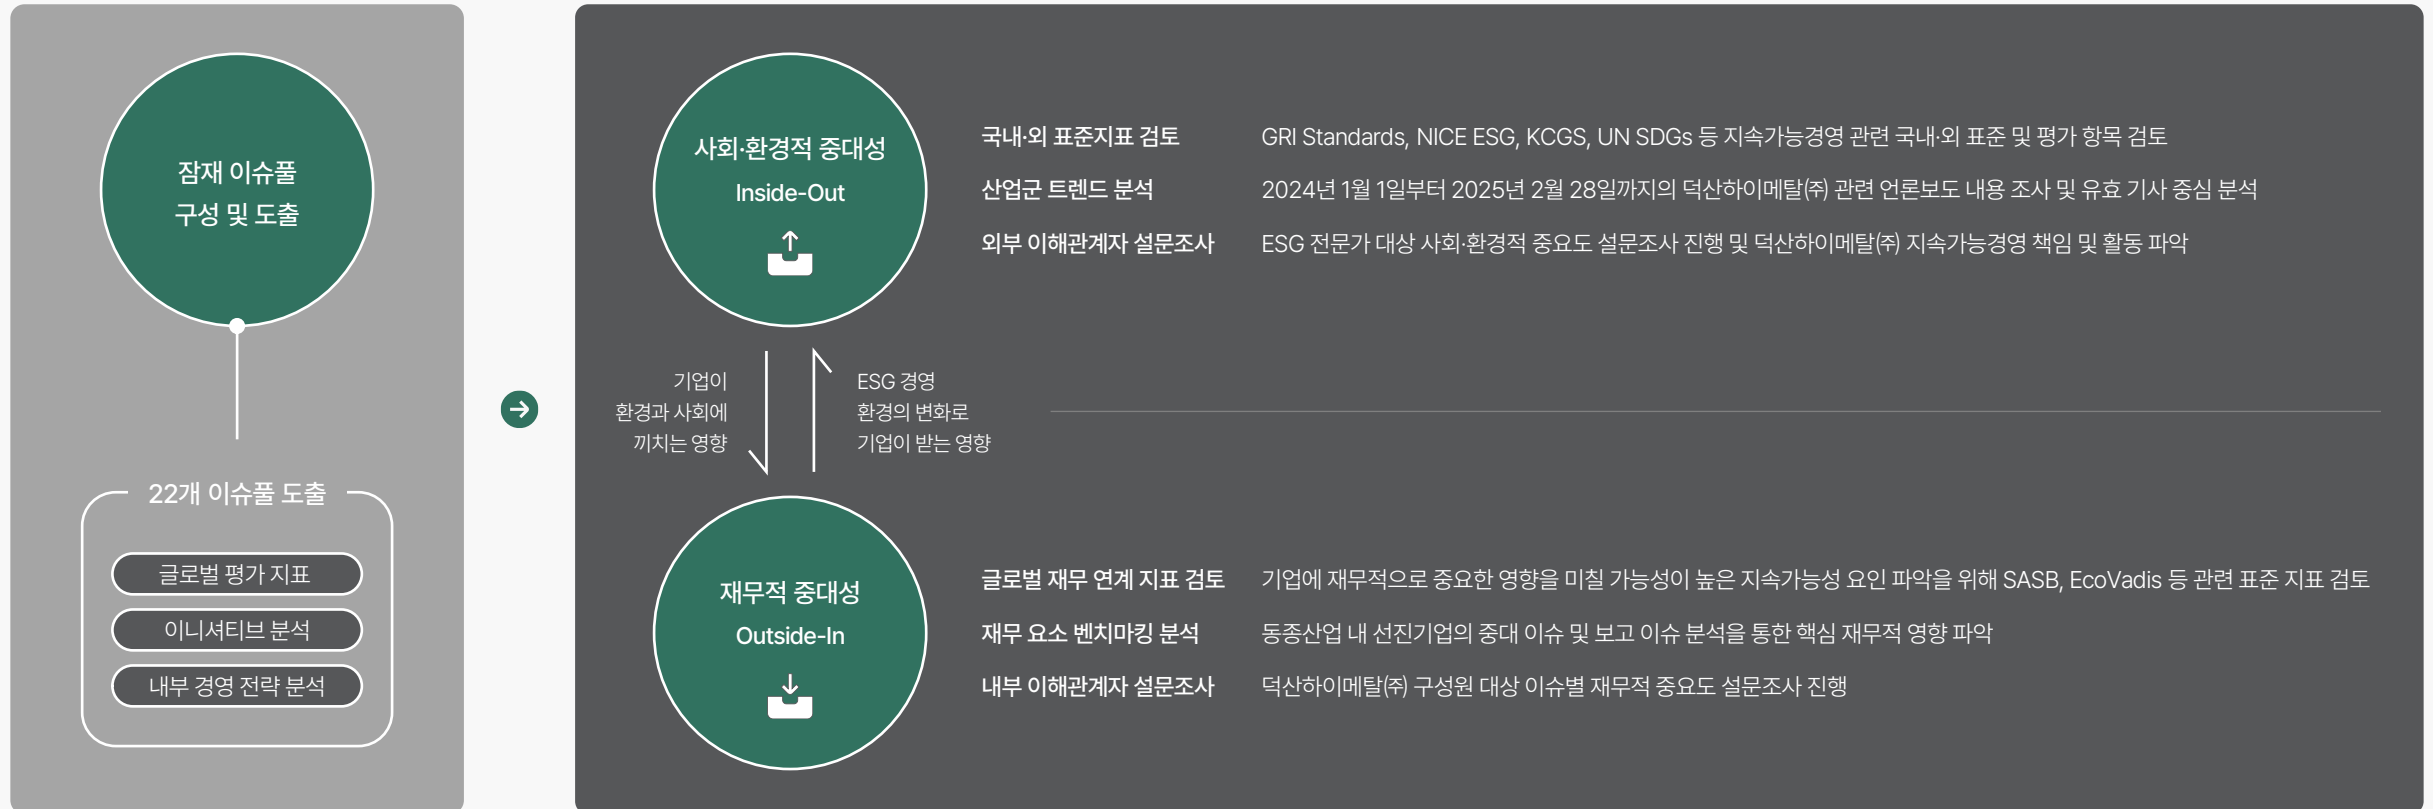 잠재 이슈풀
구성 및 도출
22개 이슈풀 도출
글로벌 평가 지표
이니셔티브 분석
내부 경영 전략 분석
사회·환경적 중대성
Inside-Out
국내·외 표준지표 검토 GRI Standards, NICE ESG, KCGS, UN SDGs 등 지속가능경영 관련 국내·외 표준 및 평가 항목 검토
산업군 트렌드 분석 2024년 1월 1일부터 2025년 2월 28일까지의 덕산하이메탈㈜ 관련 언론보도 내용 조사 및 유효 기사 중심 분석
외부 이해관계자 설문조사 ESG 전문가 대상 사회·환경적 중요도 설문조사 진행 및 덕산하이메탈㈜ 지속가능경영 책임 및 활동 파악
기업이
환경과 사회에
끼치는 영향
ESG 경영
환경의 변화로
기업이 받는 영향
재무적 중대성
Outside-In
글로벌 재무 연계 지표 검토 기업에 재무적으로 중요한 영향을 미칠 가능성이 높은 지속가능성 요인 파악을 위해 SASB, EcoVadis 등 관련 표준 지표 검토
재무 요소 벤치마킹 분석 동종산업 내 선진기업의 중대 이슈 및 보고 이슈 분석을 통한 핵심 재무적 영향 파악
내부 이해관계자 설문조사 덕산하이메탈㈜ 구성원 대상 이슈별 재무적 중요도 설문조사 진행